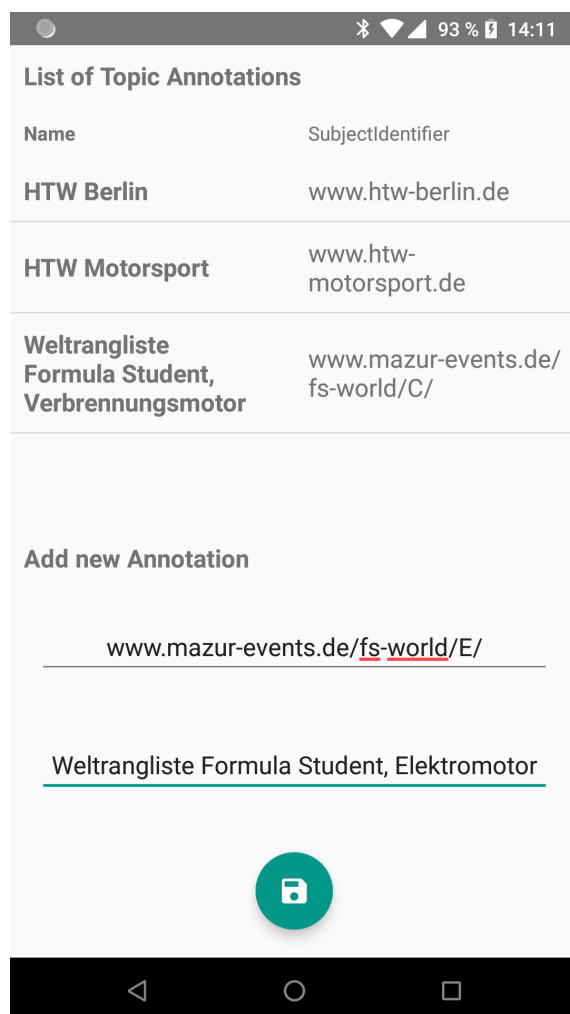 93 % 14:11
List of Topic Annotations
Name SubjectIdentifier
HTW Berlin www.htw-berlin.de
HTW Motorsport www.htw-
motorsport.de
Weltrangliste
Formula Student,
Verbrennungsmotor
www.mazur-events.de/
fs-world/C/
Add new Annotation
www.mazur-events.de/fs-world/E/
Weltrangliste Formula Student, Elektromotor